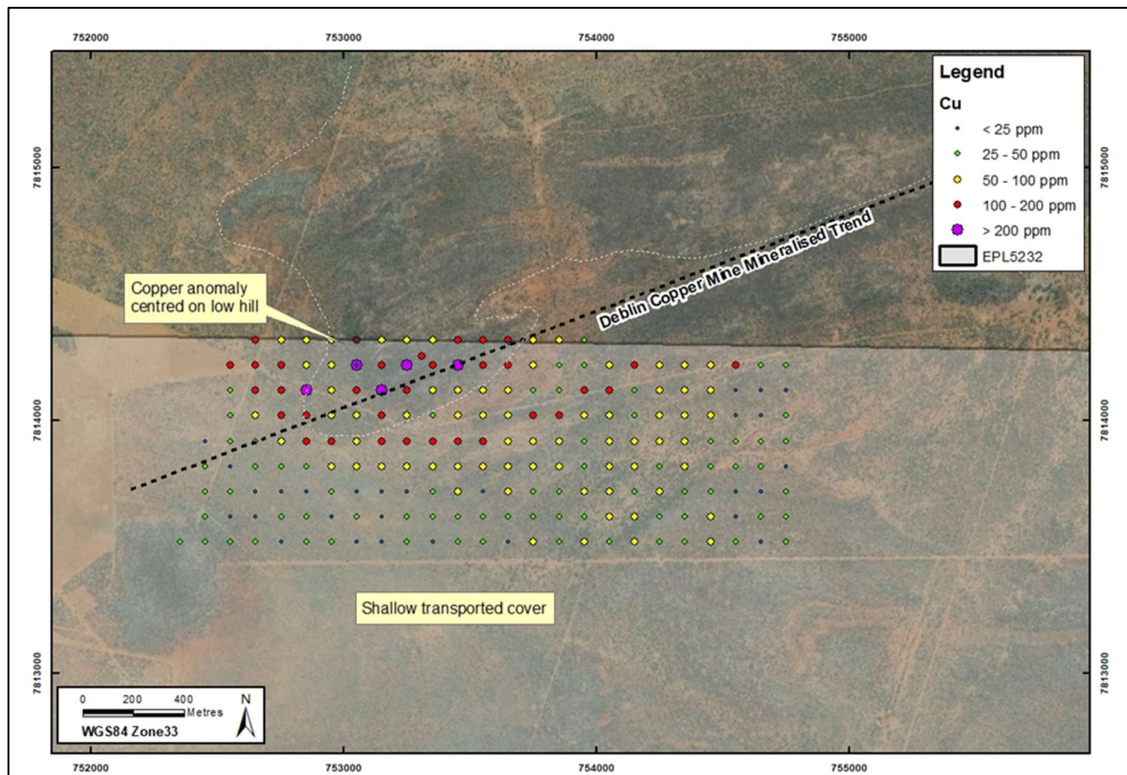 752000 753000 754000 755000
Legend
Cu
< 25 ppm
25 - 50 ppm
50 - 100 ppm
100 - 200 ppm
> 200 ppm
EPL5232
7815000 7815000
Deblin Copper Mine Mineralised Trend
Copper anomaly
centred on low hill
7814000 7814000
Shallow transported cover
7813000 7813000
0 200 400
Metres
N
WGS84 Zone33
752000 753000 754000 755000